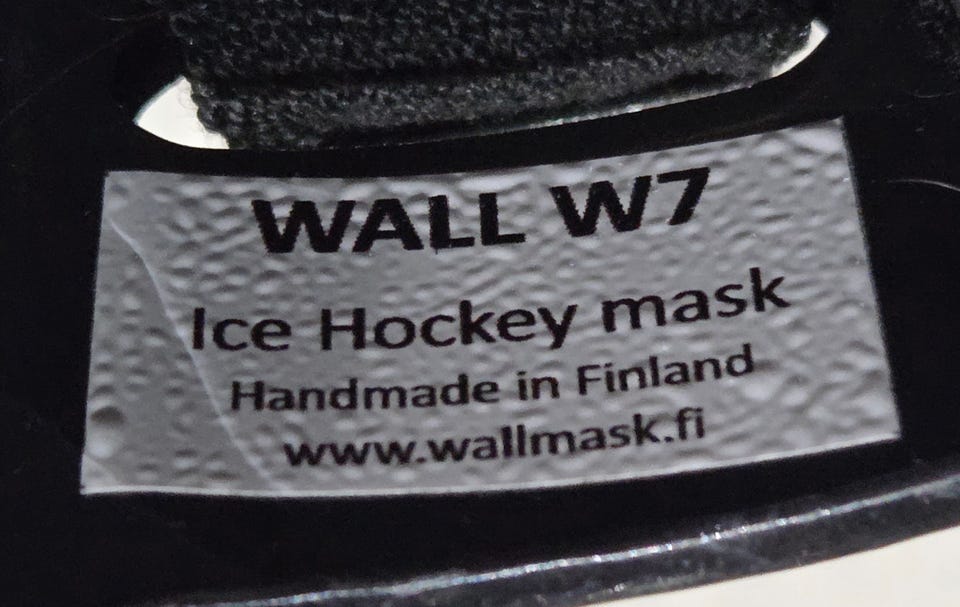 WALL W7
Ice Hockey mask
Handmade in Finland
www.wallmask.fi